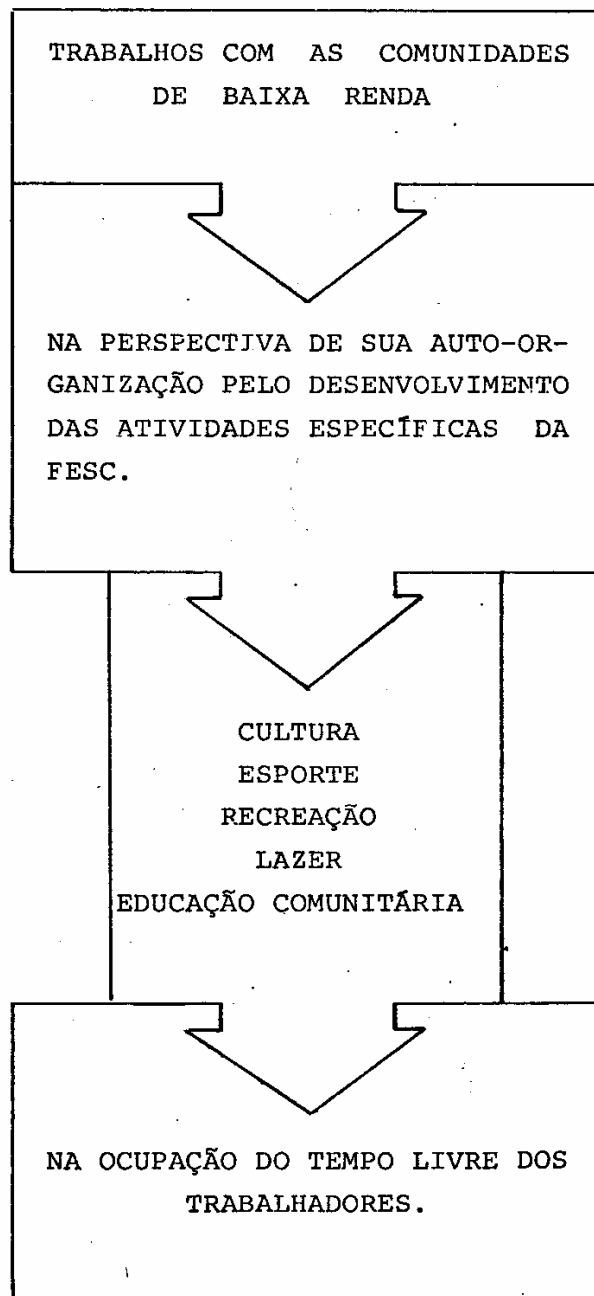 TRABALHOS COM AS COMUNIDADES
DE BAIXA RENDA
NA PERSPECTIVA DE SUA AUTO-OR-
GANIZAÇÃO PELO DESENVOLVIMENTO
DAS ATIVIDADES ESPECÍFICAS DA
FESC.
CULTURA
ESPORTE
RECREAÇÃO
LAZER
EDUCAÇÃO COMUNITÁRIA
NA OCUPAÇÃO DO TEMPO LIVRE DOS
TRABALHADORES.